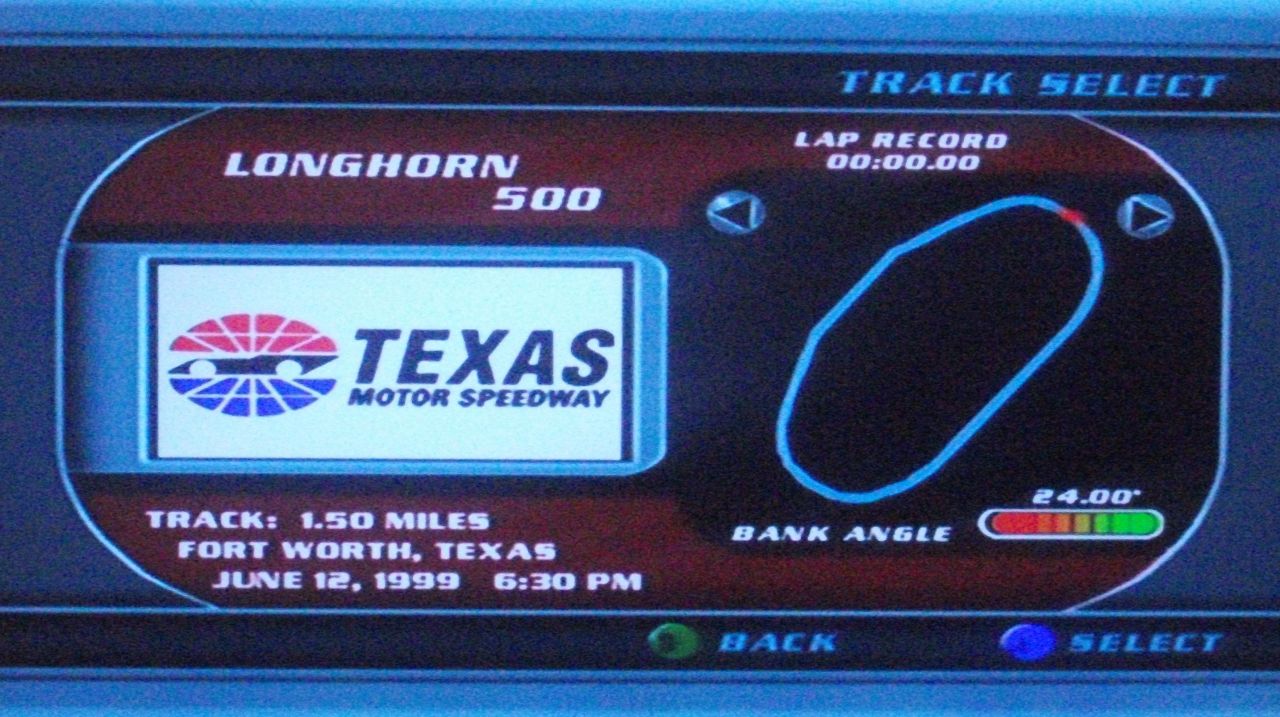 TRACK SELECT
LONGHORN
500
LAP RECORD
00:00.00
TEXAS
MOTOR SPEEDWAY
24.00°
BANK ANGLE
TRACK: 1.50 MILES
FORT WORTH, TEXAS
JUNE 12, 1999 6:30 PM
BACK
SELECT